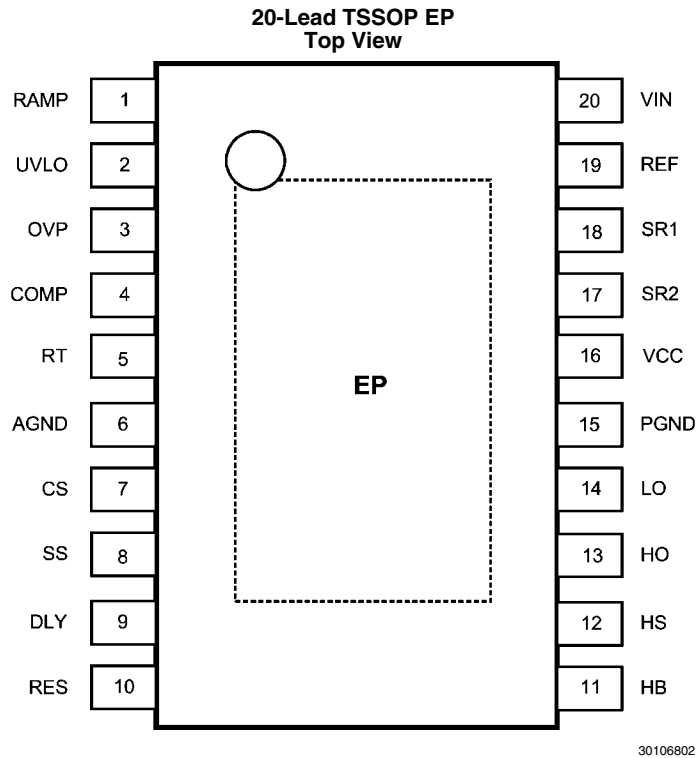 20-Lead TSSOP EP
Top View
RAMP 1 20 VIN
UVLO 2 19 REF
OVP 3 18 SR1
COMP 4 17 SR2
RT 5 16 VCC
EP
AGND 6 15 PGND
CS 7 14 LO
SS 8 13 HO
DLY 9 12 HS
RES 10 11 HB
30106802